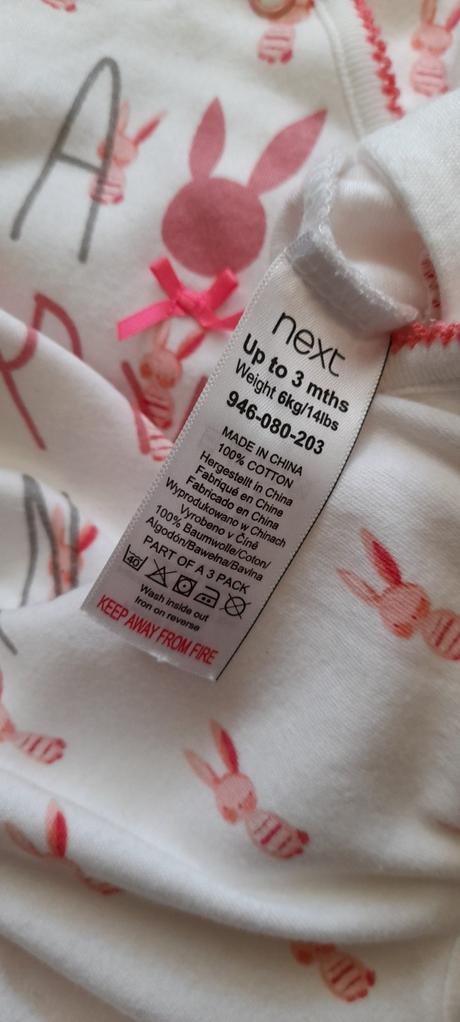 A
next
Up to 3 mths
Weight 6kg/14lbs
946-080-203
MADE IN CHINA
100% COTTON
Hergestellt in China
Fabriqué en Chine
Fabricado en China
Wyprodukowano w Chinach
Vyrobeno v Číně
100% Baumwolle/Coton/
Algodón/Bawełna/Bavlna
PART OF A 3 PACK
Wash inside out
Iron on reverse
KEEP AWAY FROM FIRE